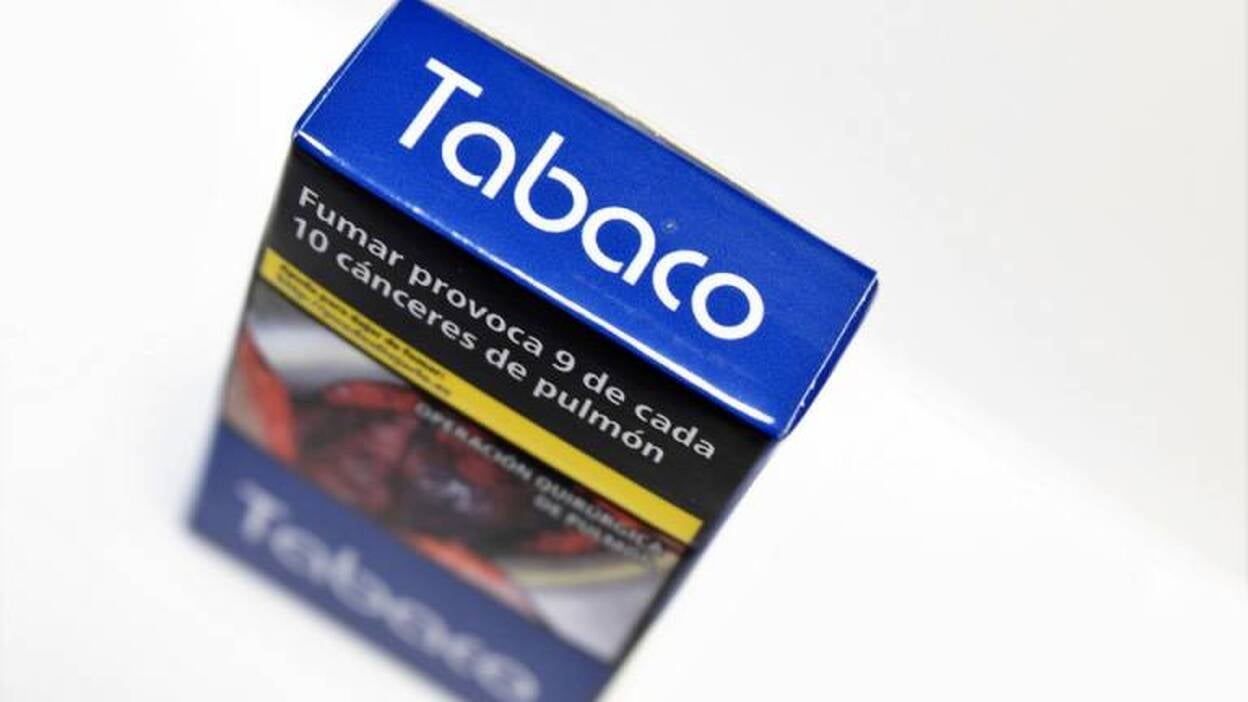 Tabaco
Fumar provoca 9 de cada
10 cánceres de pulmón
OPERACIÓN QUIRÚRGICA
DE PULMÓN
Tabaco